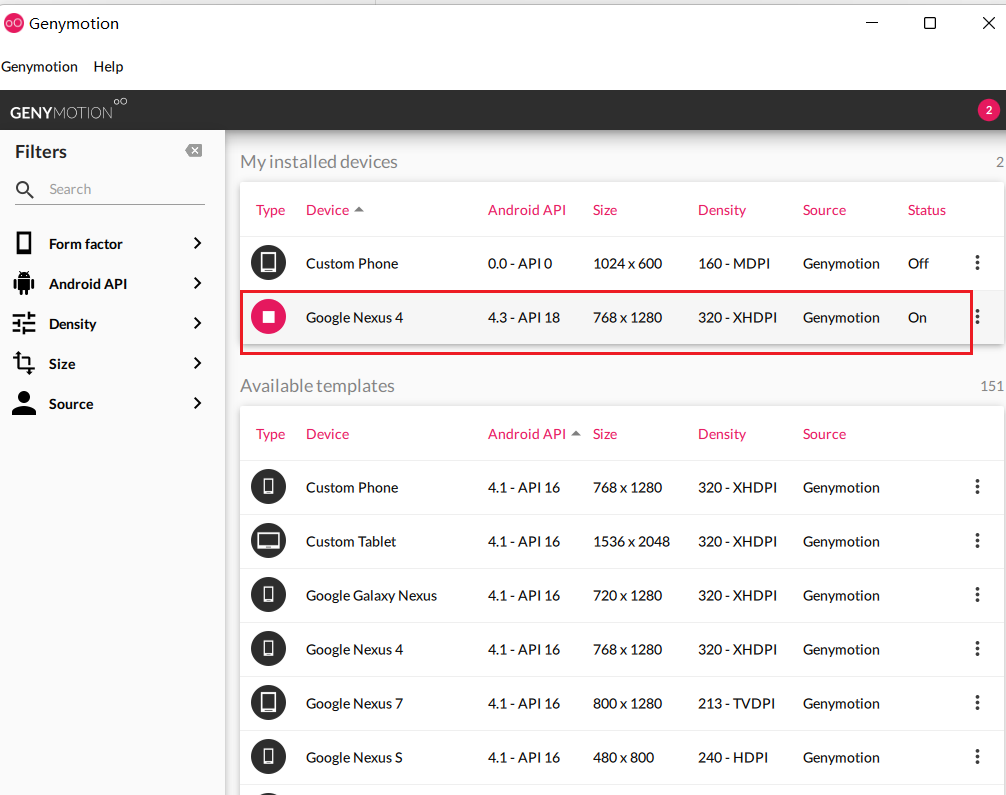 Genymotion
Genymotion Help
GENYMOTION
2
Filters
Search
Form factor
Android API
Density
Size
Source
My installed devices 2
Type Device Android API Size Density Source Status
Custom Phone 0.0 - API 0 1024 x 600 160 - MDPI Genymotion Off
Google Nexus 4 4.3 - API 18 768 x 1280 320 - XHDPI Genymotion On
Available templates 151
Type Device Android API Size Density Source
Custom Phone 4.1 - API 16 768 x 1280 320 - XHDPI Genymotion
Custom Tablet 4.1 - API 16 1536 x 2048 320 - XHDPI Genymotion
Google Galaxy Nexus 4.1 - API 16 720 x 1280 320 - XHDPI Genymotion
Google Nexus 4 4.1 - API 16 768 x 1280 320 - XHDPI Genymotion
Google Nexus 7 4.1 - API 16 800 x 1280 213 - TVDPI Genymotion
Google Nexus S 4.1 - API 16 480 x 800 240 - HDPI Genymotion